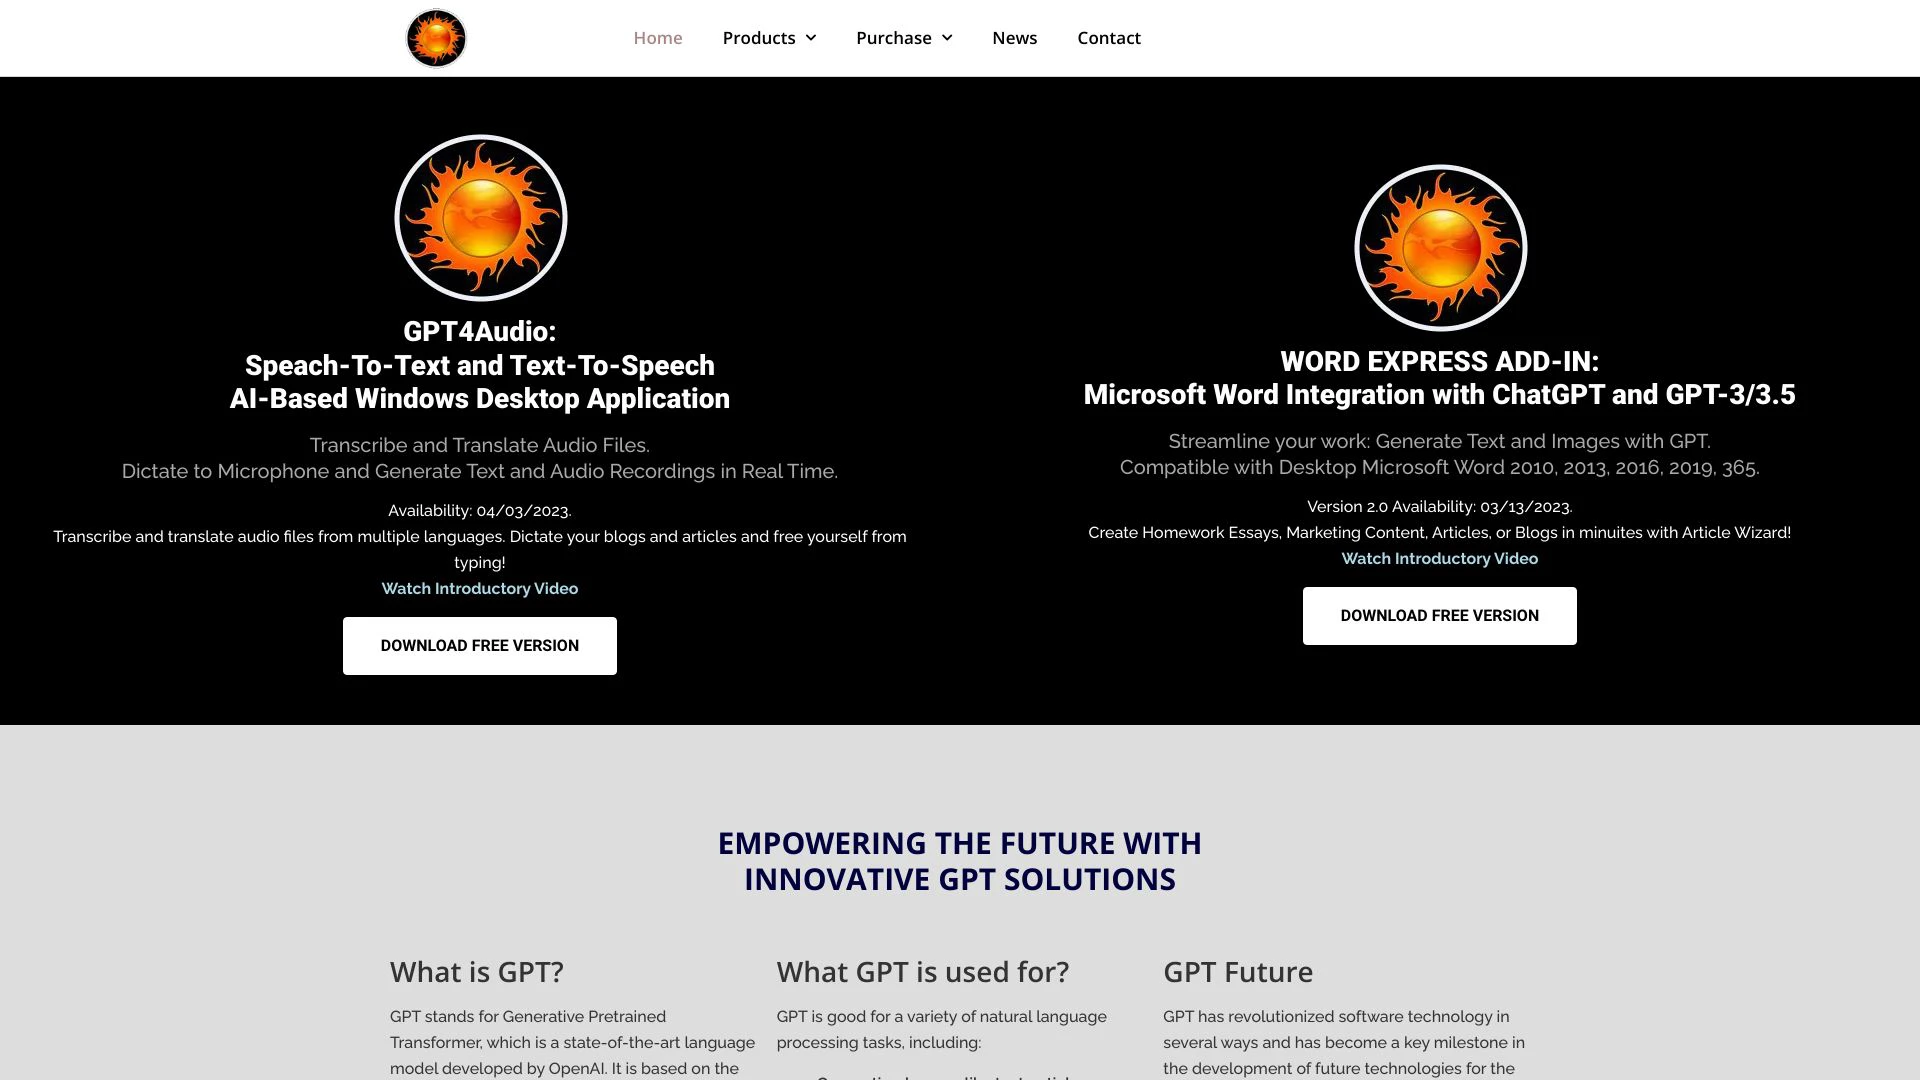 Home
Products
Purchase
News
Contact
GPT4Audio:
Speach-To-Text and Text-To-Speech
AI-Based Windows Desktop Application
Transcribe and Translate Audio Files.
Dictate to Microphone and Generate Text and Audio Recordings in Real Time.
Availability: 04/03/2023.
Transcribe and translate audio files from multiple languages. Dictate your blogs and articles and free yourself from
typing!
Watch Introductory Video
DOWNLOAD FREE VERSION
WORD EXPRESS ADD-IN:
Microsoft Word Integration with ChatGPT and GPT-3/3.5
Streamline your work: Generate Text and Images with GPT.
Compatible with Desktop Microsoft Word 2010, 2013, 2016, 2019, 365.
Version 2.0 Availability: 03/13/2023.
Create Homework Essays, Marketing Content, Articles, or Blogs in minuites with Article Wizard!
Watch Introductory Video
DOWNLOAD FREE VERSION
EMPOWERING THE FUTURE WITH
INNOVATIVE GPT SOLUTIONS
What is GPT?
GPT stands for Generative Pretrained
Transformer, which is a state-of-the-art language
model developed by OpenAI. It is based on the
What GPT is used for?
GPT is good for a variety of natural language
processing tasks, including:
GPT Future
GPT has revolutionized software technology in
several ways and has become a key milestone in
the development of future technologies for the